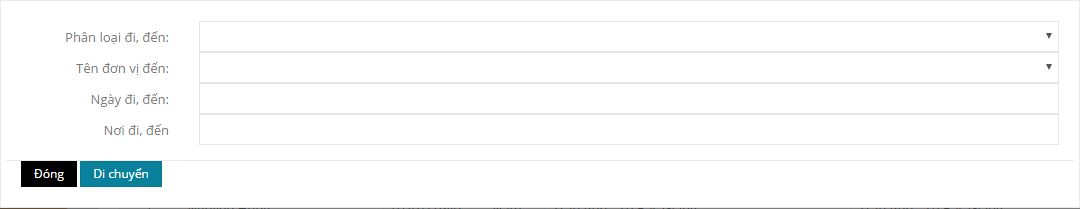 Phân loại đi, đến:
Tên đơn vị đến:
Ngày đi, đến:
Nơi đi, đến
Đóng Di chuyển